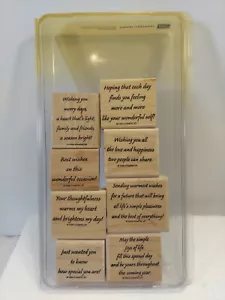 Wishing you
merry days,
a heart that's light,
family and friends,
a season bright!
Best wishes
on this
wonderful occasion!
Your thoughtfulness
warms my heart
and brightens my day!
Just wanted you
to know
how special you are!
Hoping that each day
finds you feeling
more and more
like your wonderful self!
Wishing you all
the love and happiness
two people can share.
Sending warmest wishes
for a future that will bring
all life's simple pleasures
and the best of everything!
May the simple
joys of life
fill this special day
and be yours throughout
the coming year.